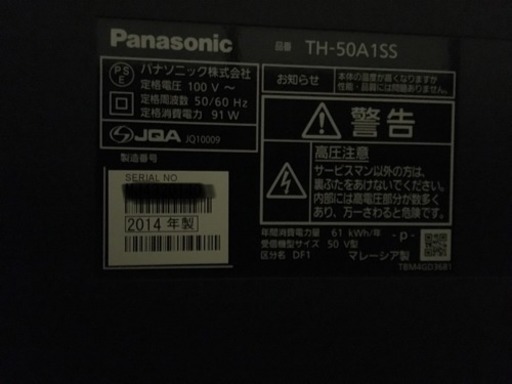 Panasonic
品番 TH-50A1SS
PS
E
パナソニック株式会社
定格電圧 100 V ～
定格周波数 50/60 Hz
定格消費電力 91 W
JQA JQ10009
お知らせ
本体の温度が高くなりますが
性能・品質には問題ありません。
警告
高圧注意
サービスマン以外の方は、
裏ぶたをあけないでください。
内部には高電圧部分が数多く
あり、万一さわると危険です。
製造番号
SERIAL NO
2014 年製
年間消費電力量 61 kWh/年
受信機型サイズ 50 V型
区分名 DF1
-p-
マレーシア製
TBM4GD3681